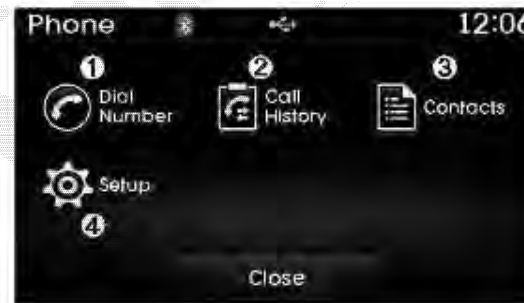 Phone 12:06
1 2 3
Dial Number
Call History
Contacts
Setup
4
Close